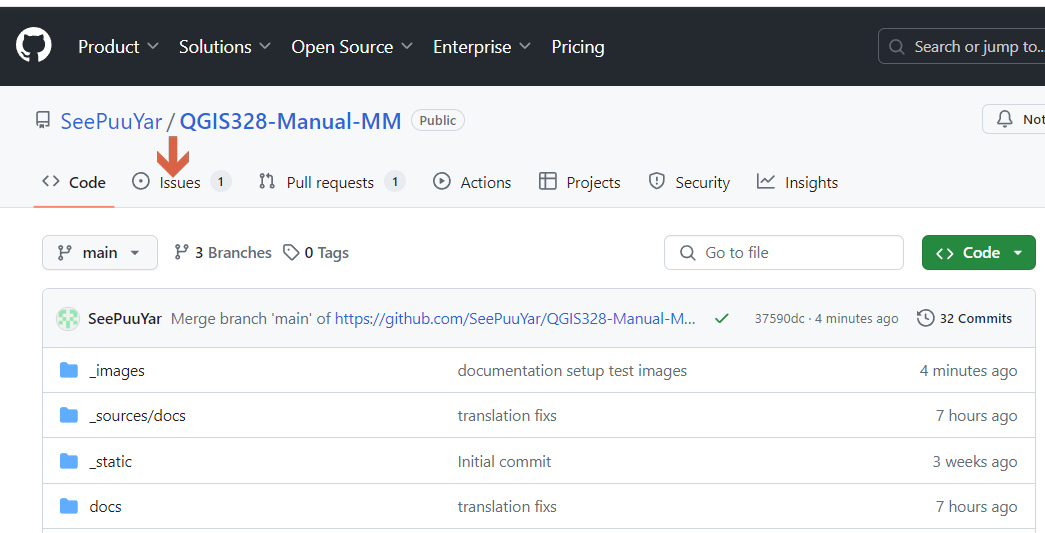 Product Solutions Open Source Enterprise Pricing Search or jump to...
SeePuuYar / QGIS328-Manual-MM Public Not
Code Issues 1 Pull requests 1 Actions Projects Security Insights
main 3 Branches 0 Tags Go to file Code
SeePuuYar Merge branch 'main' of https://github.com/SeePuuYar/QGIS328-Manual-M... 37590dc · 4 minutes ago 32 Commits
_images documentation setup test images 4 minutes ago
_sources/docs translation fixs 7 hours ago
_static Initial commit 3 weeks ago
docs translation fixs 7 hours ago